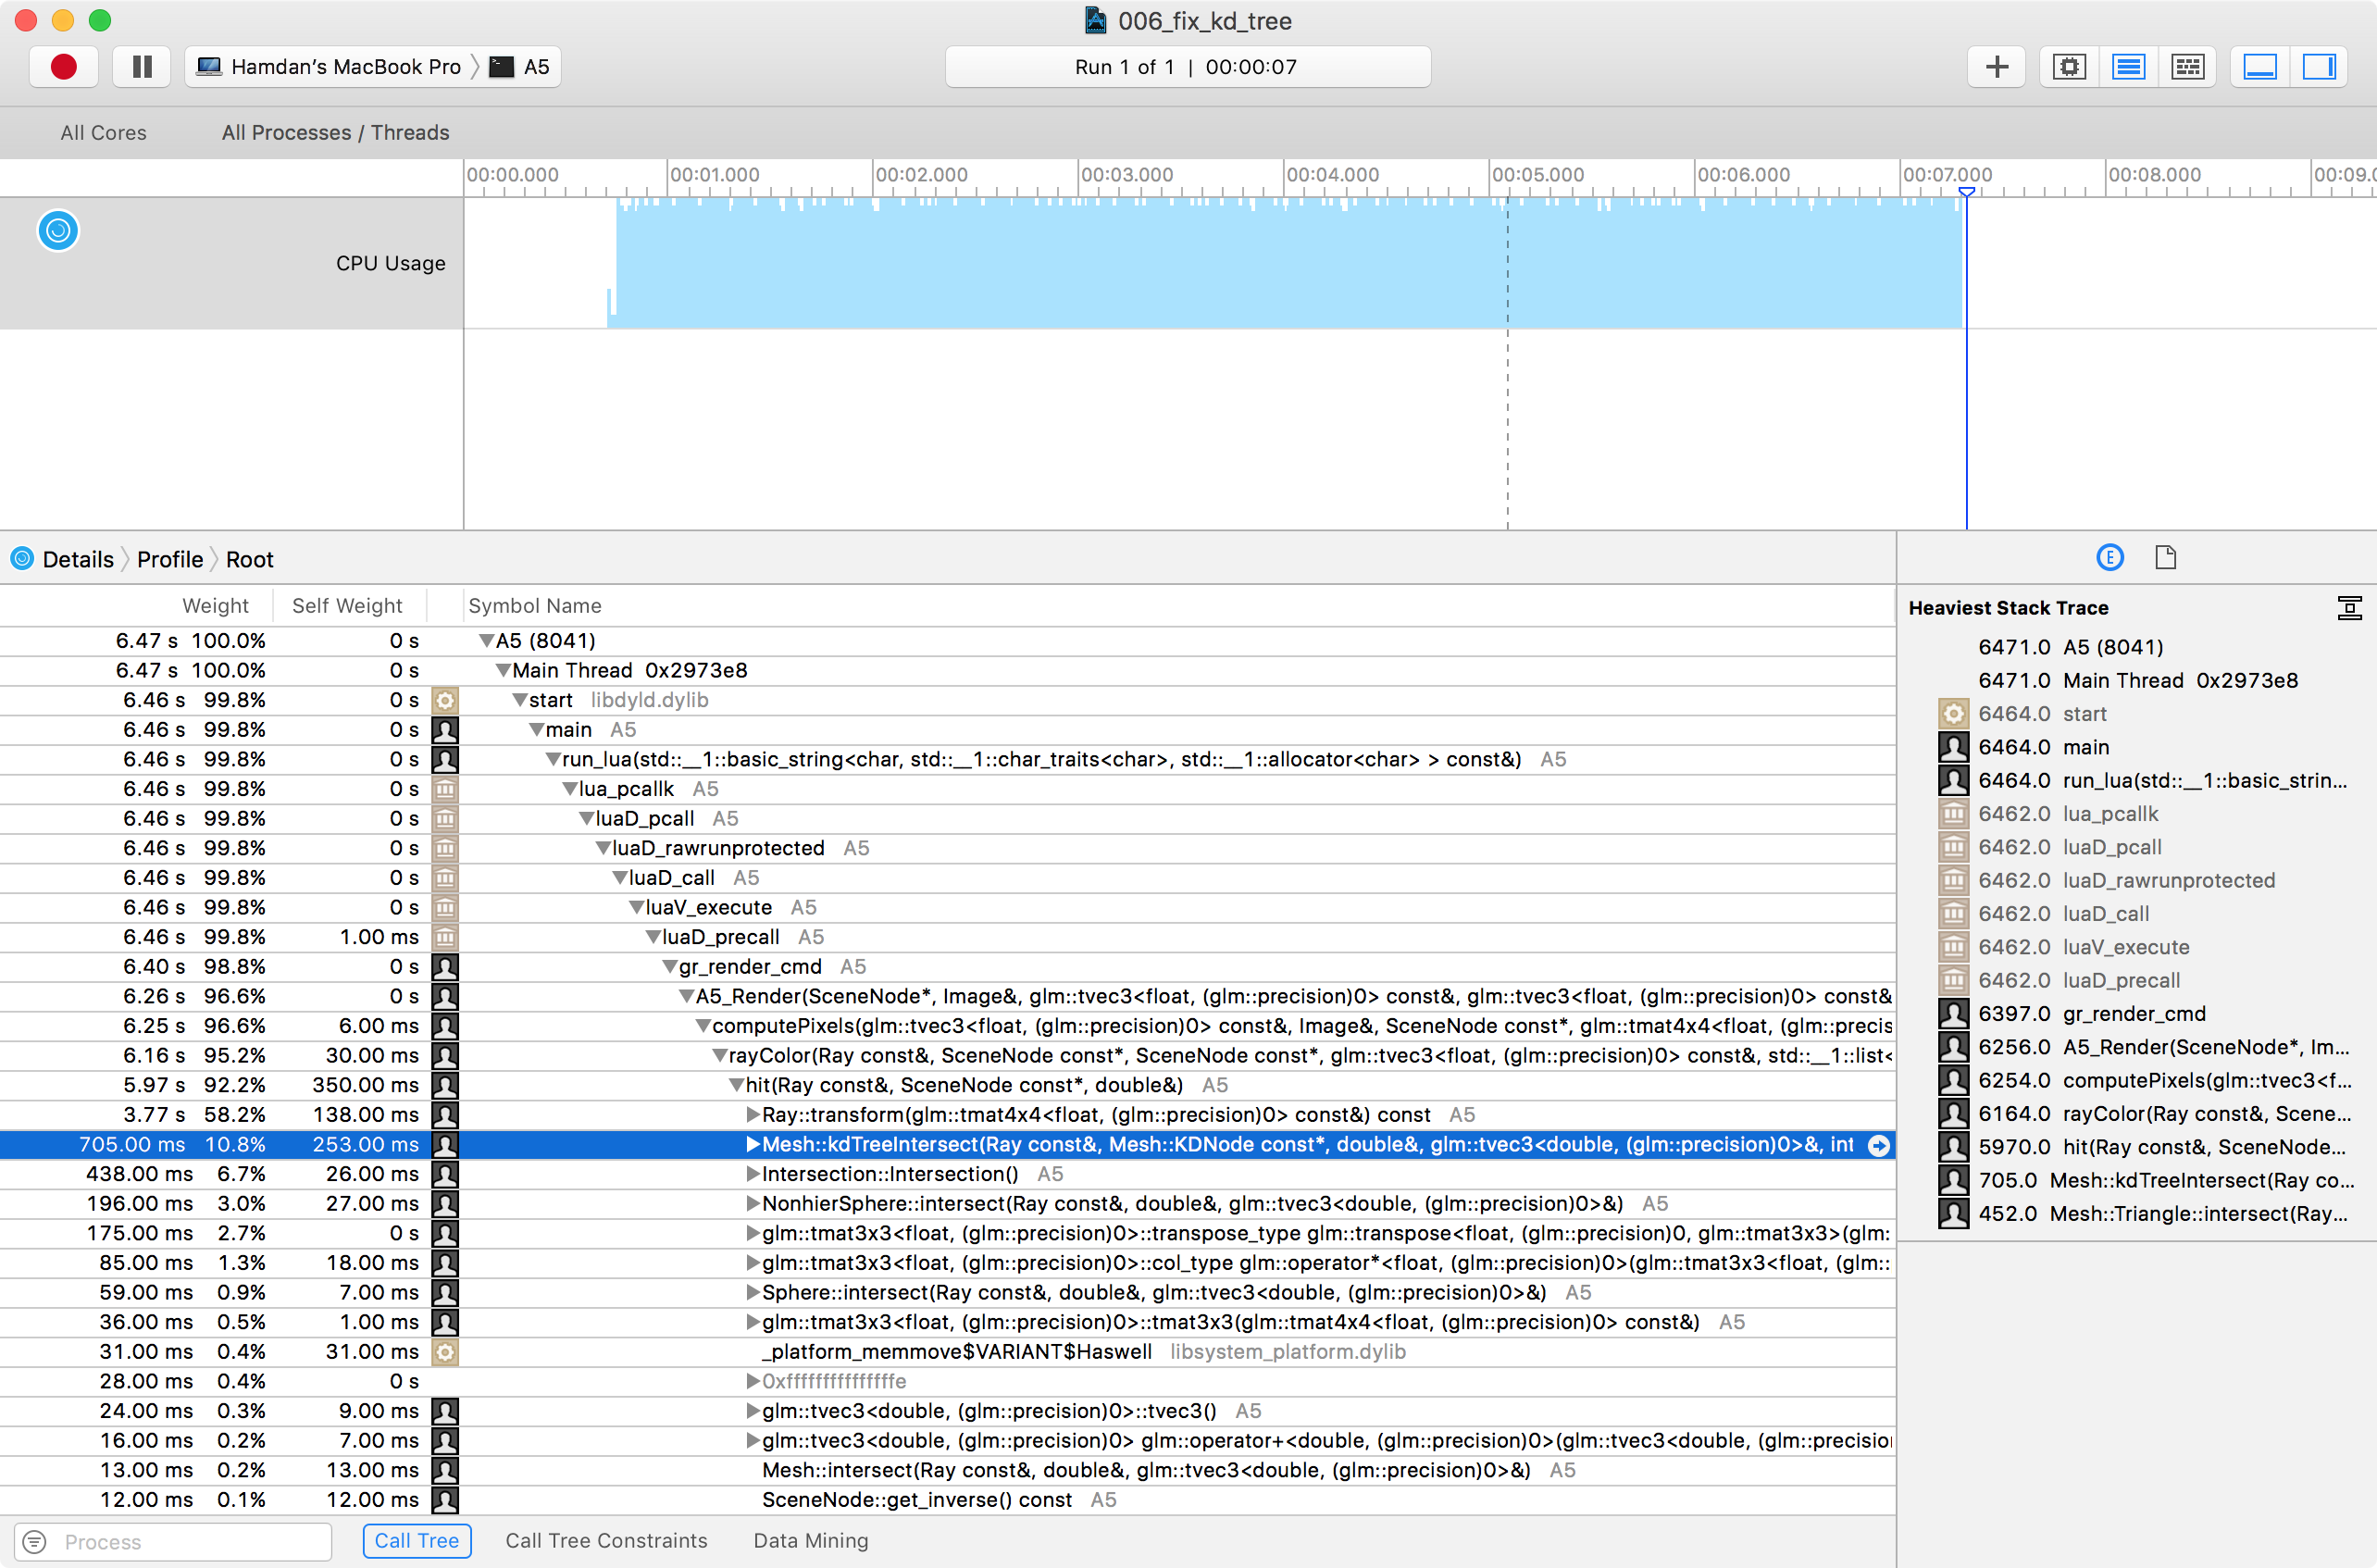 006_fix_kd_tree
Hamdan’s MacBook Pro A5
Run 1 of 1 | 00:00:07
All Cores All Processes / Threads
00:00.000 00:01.000 00:02.000 00:03.000 00:04.000 00:05.000 00:06.000 00:07.000 00:08.000 00:09.0
CPU Usage
Details Profile Root
E
Weight Self Weight Symbol Name
6.47 s 100.0% 0 s A5 (8041)
6.47 s 100.0% 0 s Main Thread 0x2973e8
6.46 s 99.8% 0 s start libdyld.dylib
6.46 s 99.8% 0 s main A5
6.46 s 99.8% 0 s run_lua(std::__1::basic_string<char, std::__1::char_traits<char>, std::__1::allocator<char> > const&) A5
6.46 s 99.8% 0 s lua_pcallk A5
6.46 s 99.8% 0 s luaD_pcall A5
6.46 s 99.8% 0 s luaD_rawrunprotected A5
6.46 s 99.8% 0 s luaD_call A5
6.46 s 99.8% 0 s luaV_execute A5
6.46 s 99.8% 1.00 ms luaD_precall A5
6.40 s 98.8% 0 s gr_render_cmd A5
6.26 s 96.6% 0 s A5_Render(SceneNode*, Image&, glm::tvec3<float, (glm::precision)0> const&, glm::tvec3<float, (glm::precision)0> const&
6.25 s 96.6% 6.00 ms computePixels(glm::tvec3<float, (glm::precision)0> const&, Image&, SceneNode const*, glm::tmat4x4<float, (glm::precis
6.16 s 95.2% 30.00 ms rayColor(Ray const&, SceneNode const*, SceneNode const*, glm::tvec3<float, (glm::precision)0> const&, std::__1::list<
5.97 s 92.2% 350.00 ms hit(Ray const&, SceneNode const*, double&) A5
3.77 s 58.2% 138.00 ms Ray::transform(glm::tmat4x4<float, (glm::precision)0> const&) const A5
705.00 ms 10.8% 253.00 ms Mesh::kdTreeIntersect(Ray const&, Mesh::KDNode const*, double&, glm::tvec3<double, (glm::precision)0>&, int
438.00 ms 6.7% 26.00 ms Intersection::Intersection() A5
196.00 ms 3.0% 27.00 ms NonhierSphere::intersect(Ray const&, double&, glm::tvec3<double, (glm::precision)0>&) A5
175.00 ms 2.7% 0 s glm::tmat3x3<float, (glm::precision)0>::transpose_type glm::transpose<float, (glm::precision)0, glm::tmat3x3>(glm:
85.00 ms 1.3% 18.00 ms glm::tmat3x3<float, (glm::precision)0>::col_type glm::operator*<float, (glm::precision)0>(glm::tmat3x3<float, (glm::
59.00 ms 0.9% 7.00 ms Sphere::intersect(Ray const&, double&, glm::tvec3<double, (glm::precision)0>&) A5
36.00 ms 0.5% 1.00 ms glm::tmat3x3<float, (glm::precision)0>::tmat3x3(glm::tmat4x4<float, (glm::precision)0> const&) A5
31.00 ms 0.4% 31.00 ms _platform_memmove$VARIANT$Haswell libsystem_platform.dylib
28.00 ms 0.4% 0 s 0xfffffffffffffffe
24.00 ms 0.3% 9.00 ms glm::tvec3<double, (glm::precision)0>::tvec3() A5
16.00 ms 0.2% 7.00 ms glm::tvec3<double, (glm::precision)0> glm::operator+<double, (glm::precision)0>(glm::tvec3<double, (glm::precisio
13.00 ms 0.2% 13.00 ms Mesh::intersect(Ray const&, double&, glm::tvec3<double, (glm::precision)0>&) A5
12.00 ms 0.1% 12.00 ms SceneNode::get_inverse() const A5
Heaviest Stack Trace
6471.0 A5 (8041)
6471.0 Main Thread 0x2973e8
6464.0 start
6464.0 main
6464.0 run_lua(std::__1::basic_strin...
6462.0 lua_pcallk
6462.0 luaD_pcall
6462.0 luaD_rawrunprotected
6462.0 luaD_call
6462.0 luaV_execute
6462.0 luaD_precall
6397.0 gr_render_cmd
6256.0 A5_Render(SceneNode*, Im...
6254.0 computePixels(glm::tvec3<f...
6164.0 rayColor(Ray const&, Scene...
5970.0 hit(Ray const&, SceneNode...
705.0 Mesh::kdTreeIntersect(Ray co...
452.0 Mesh::Triangle::intersect(Ray...
Process Call Tree Call Tree Constraints Data Mining